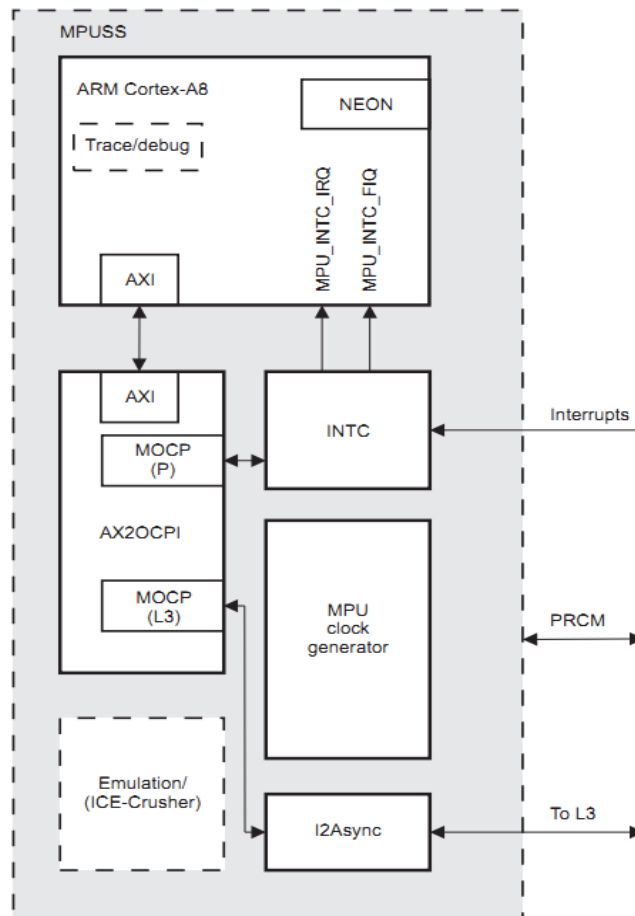 MPUSS
ARM Cortex-A8
NEON
Trace/debug
MPU_INTC_IRQ
MPU_INTC_FIQ
AXI
AXI
MOCP
(P)
INTC
Interrupts
AX2OCPI
MOCP
(L3)
MPU
clock
generator
PRCM
Emulation/
(ICE-Crusher)
I2Async
To L3